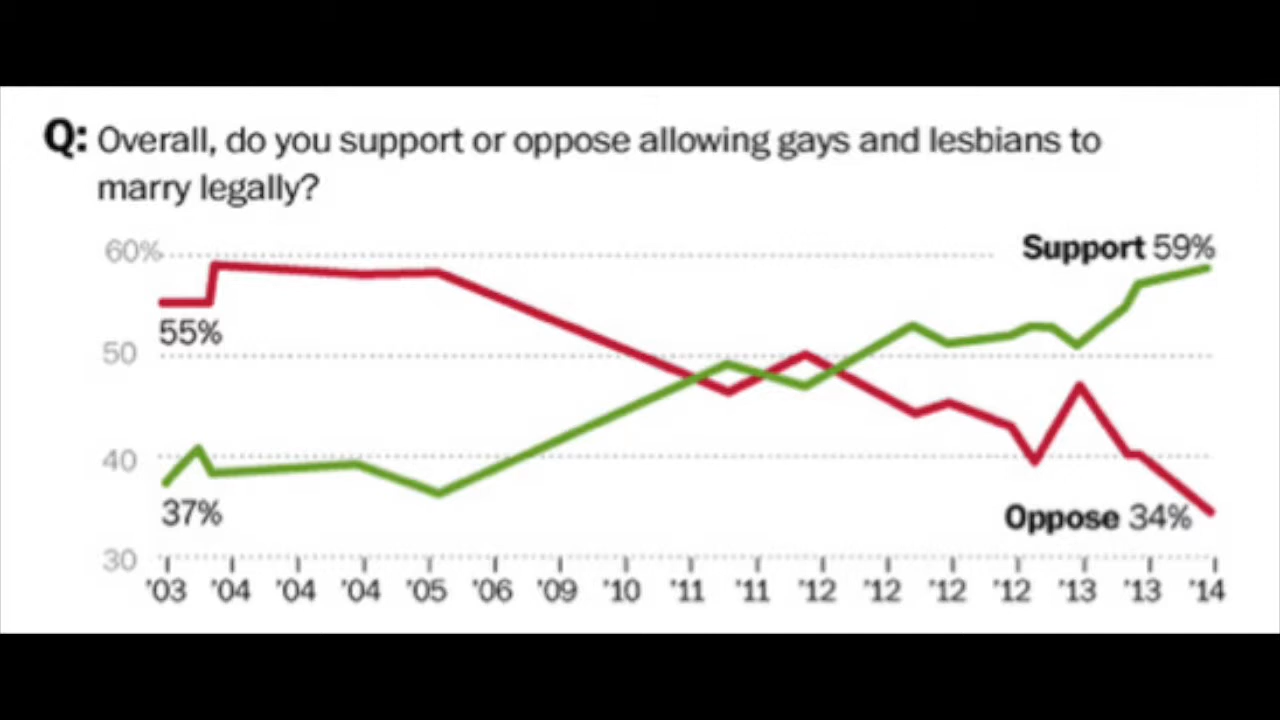 Q: Overall, do you support or oppose allowing gays and lesbians to
marry legally?
60%
Support 59%
55%
50
40
37%
Oppose 34%
30
'03 '04 '04 '04 '05 '06 '09 '10 '11 '11 '12 '12 '12 '12 '13 '13 '14